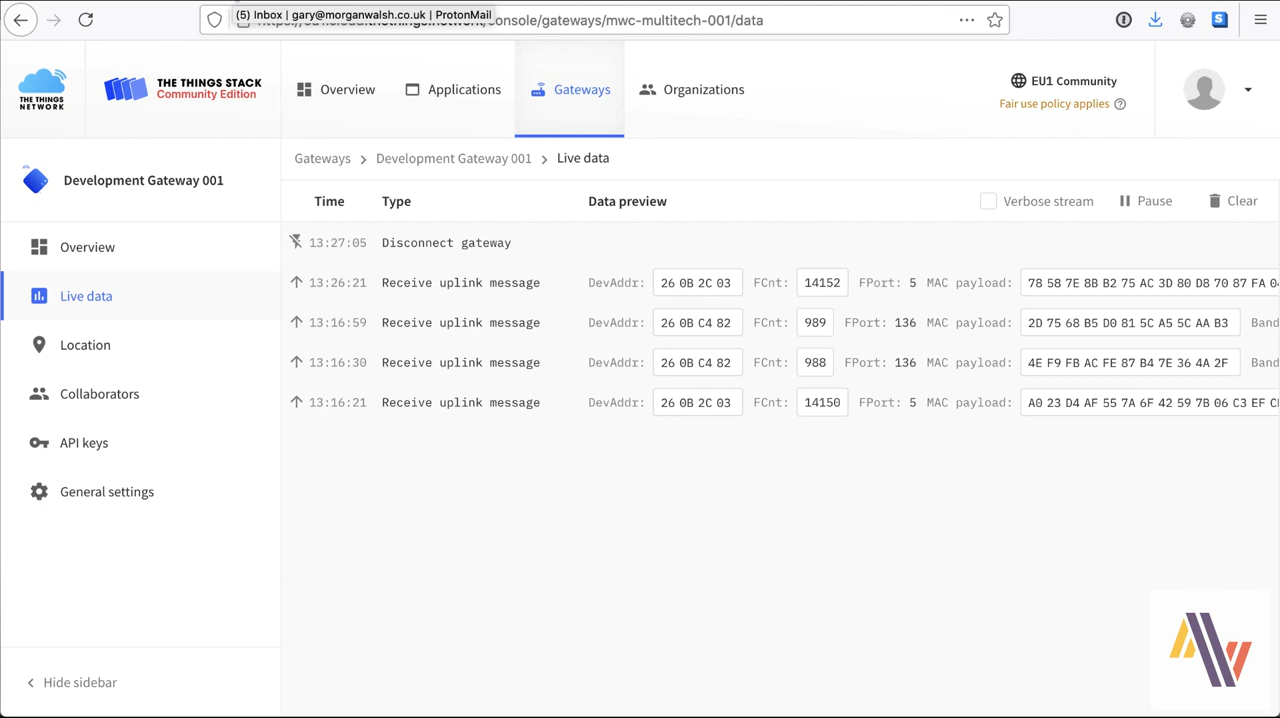 (5) Inbox | gary@morganwalsh.co.uk | ProtonMail
console/gateways/mwc-multitech-001/data
THE THINGS NETWORK
THE THINGS STACK
Community Edition
Overview
Applications
Gateways
Organizations
EU1 Community
Fair use policy applies
Development Gateway 001
Gateways > Development Gateway 001 > Live data
Time Type Data preview Verbose stream Pause Clear
Overview
Live data
Location
Collaborators
API keys
General settings
Hide sidebar
13:27:05 Disconnect gateway
13:26:21 Receive uplink message DevAddr: 26 0B 2C 03 FCnt: 14152 FPort: 5 MAC payload: 78 58 7E 8B B2 75 AC 3D 80 D8 70 87 FA
13:16:59 Receive uplink message DevAddr: 26 0B C4 82 FCnt: 989 FPort: 136 MAC payload: 2D 75 68 B5 D0 81 5C A5 5C AA B3 Band
13:16:30 Receive uplink message DevAddr: 26 0B C4 82 FCnt: 988 FPort: 136 MAC payload: 4E F9 FB AC FE 87 B4 7E 36 4A 2F Band
13:16:21 Receive uplink message DevAddr: 26 0B 2C 03 FCnt: 14150 FPort: 5 MAC payload: A0 23 D4 AF 55 7A 6F 42 59 7B 06 C3 EF